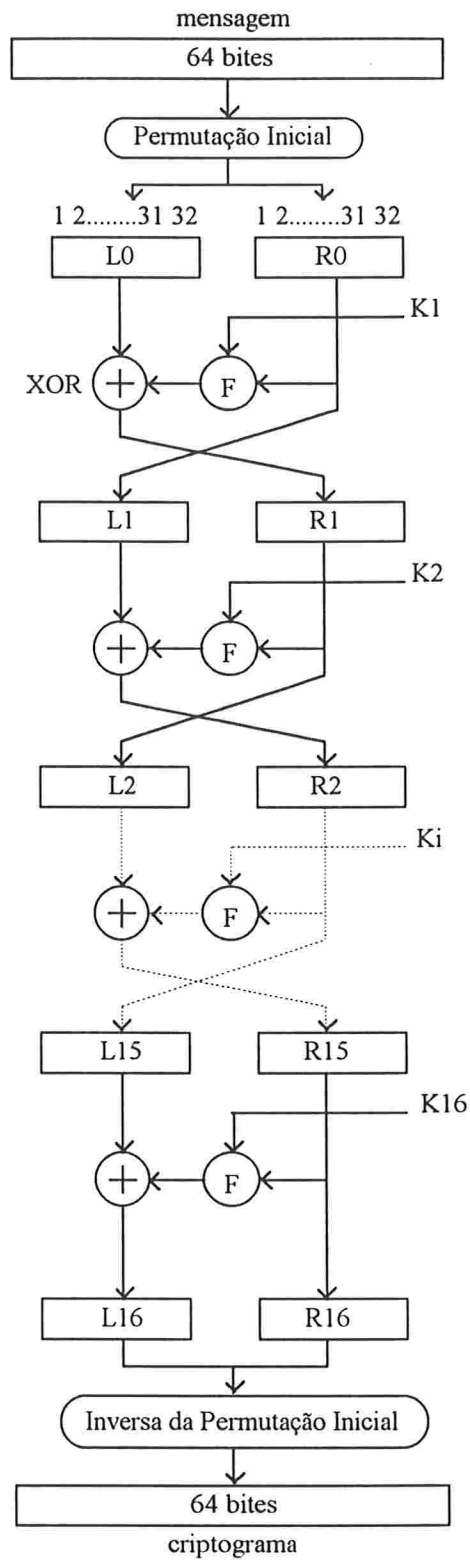 mensagem
64 bites
Permutação Inicial
1 2........31 32 1 2........31 32
L0 R0
K1
XOR + F
L1 R1
K2
+ F
L2 R2
Ki
+ F
L15 R15
K16
+ F
L16 R16
Inversa da Permutação Inicial
64 bites
criptograma